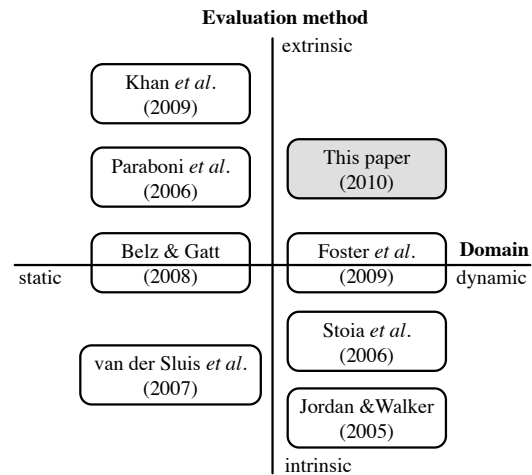 Evaluation method
extrinsic
Khan et al.
(2009)
This paper
(2010)
Paraboni et al.
(2006)
Belz & Gatt
(2008)
Foster et al.
(2009)
Domain
static
dynamic
Stoia et al.
(2006)
van der Sluis et al.
(2007)
Jordan &Walker
(2005)
intrinsic